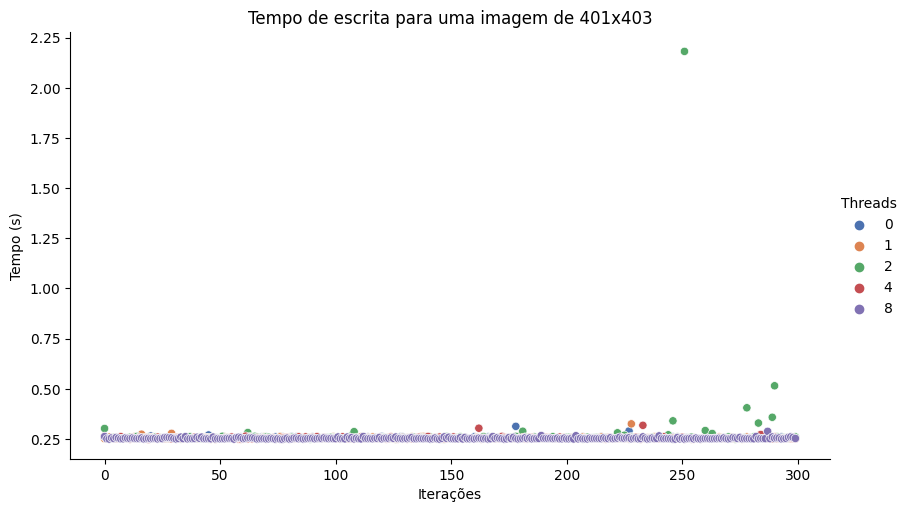 Tempo de escrita para uma imagem de 401x403
2.25
2.00
1.75
1.50
1.25
1.00
0.75
0.50
0.25
Tempo (s)
0 50 100 150 200 250 300
Iterações
Threads
0
1
2
4
8